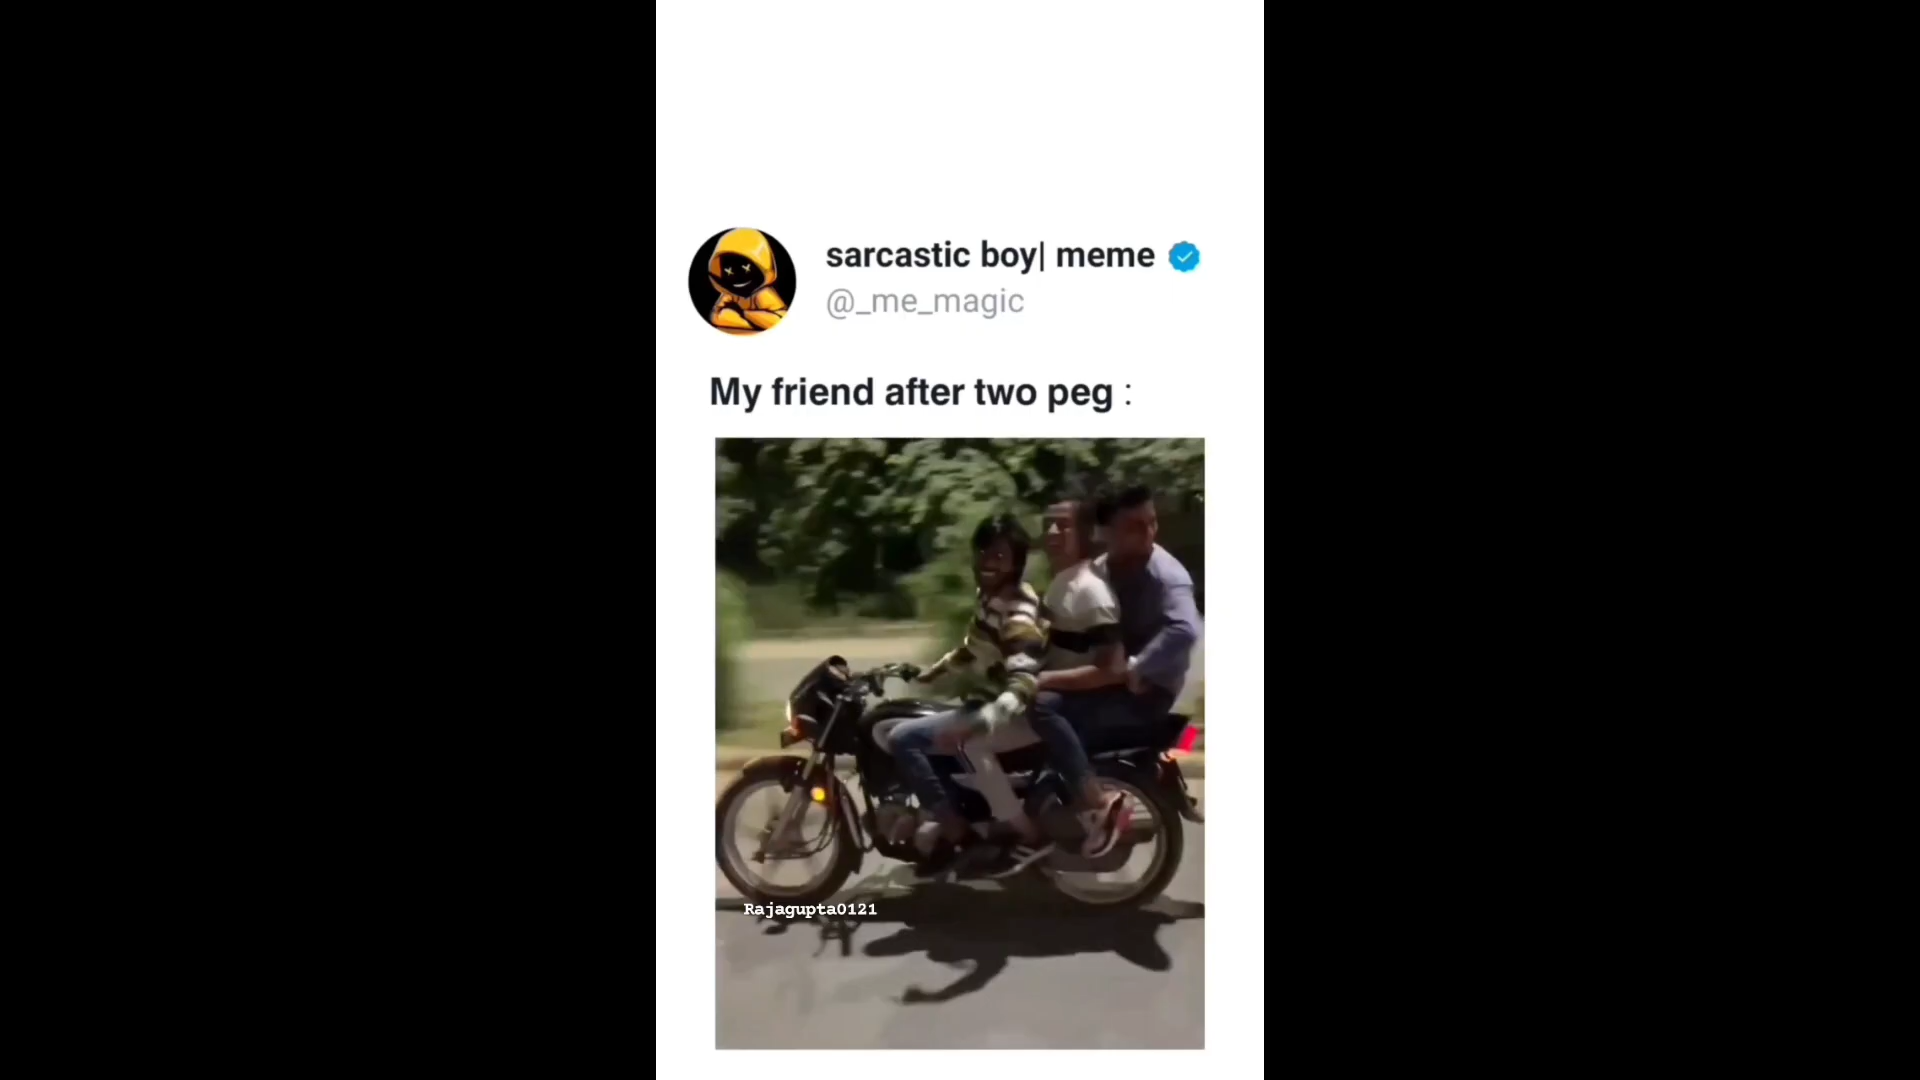 sarcastic boy| meme
@_me_magic
My friend after two peg :
Rajagupta0121